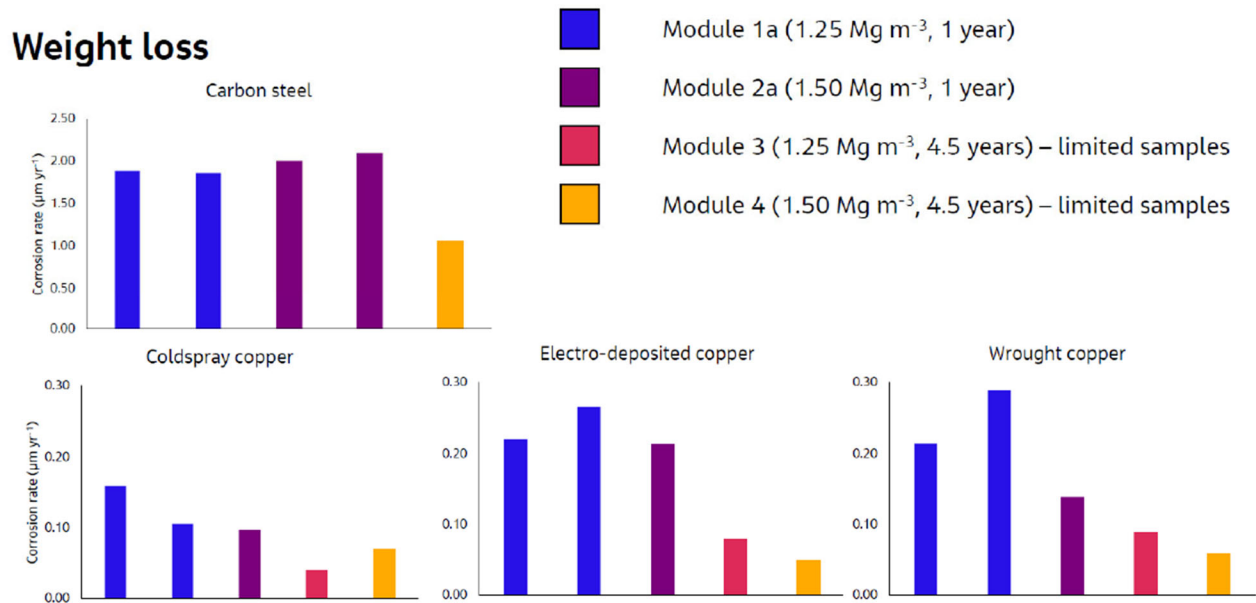 Weight loss
Module 1a (1.25 Mg m⁻³, 1 year)
Module 2a (1.50 Mg m⁻³, 1 year)
Module 3 (1.25 Mg m⁻³, 4.5 years) – limited samples
Module 4 (1.50 Mg m⁻³, 4.5 years) – limited samples
Carbon steel
Corrosion rate (µm yr⁻¹)
2.50
2.00
1.50
1.00
0.50
0.00
Coldspray copper
Corrosion rate (µm yr⁻¹)
0.30
0.20
0.10
0.00
Electro-deposited copper
0.30
0.20
0.10
0.00
Wrought copper
0.30
0.20
0.10
0.00